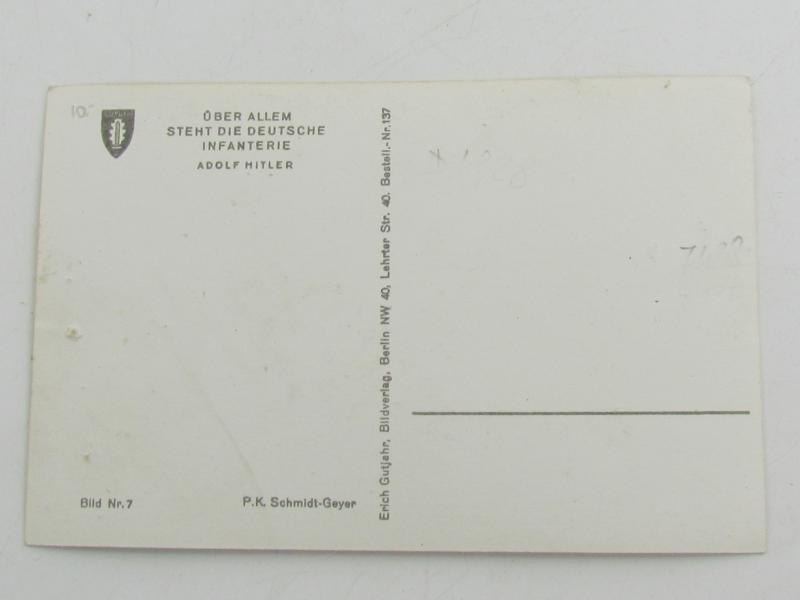 10.-
ÜBER ALLEM
STEHT DIE DEUTSCHE
INFANTERIE
ADOLF HITLER
Bild Nr. 7
P.K. Schmidt-Geyer
Erich Gutjahr, Bildverlag, Berlin NW 40, Lehrter Str. 40. Bestell.-Nr. 137